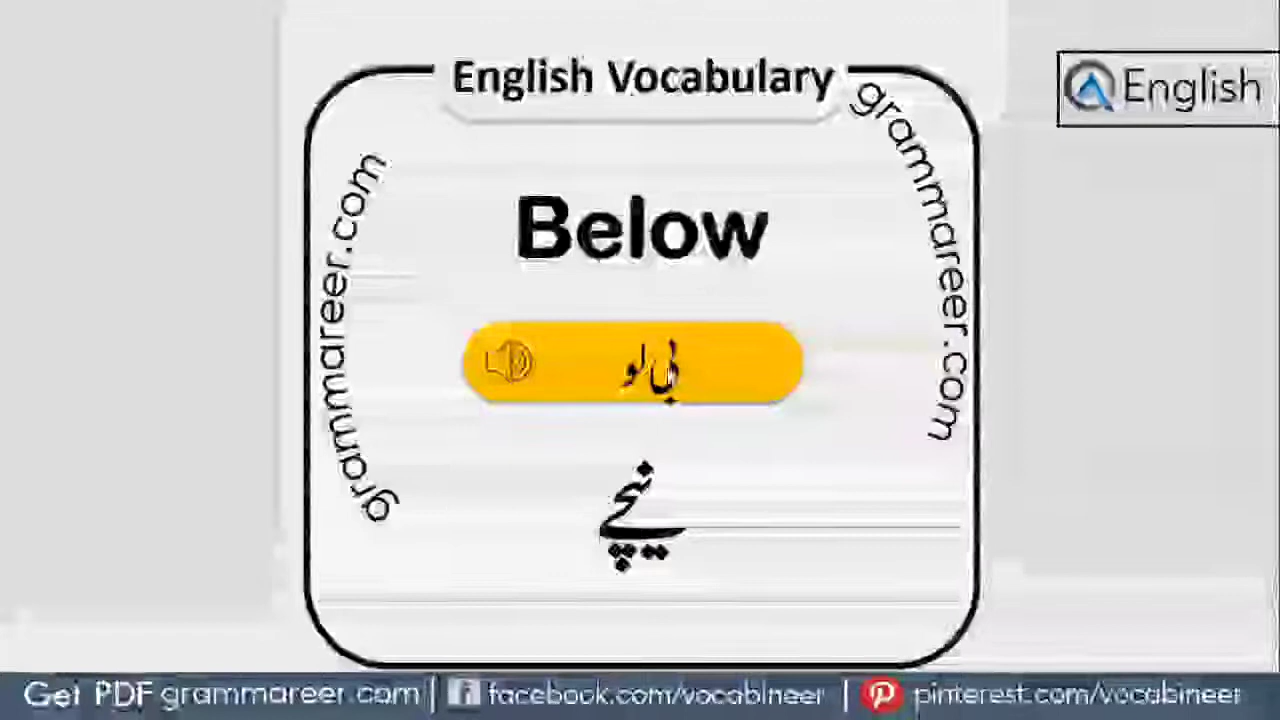 English Vocabulary
English
grammareer.com
grammareer.com
Below
بی لو
نیچے
Get PDF grammareer.com | facebook.com/vocabineer | pinterest.com/vocabineer